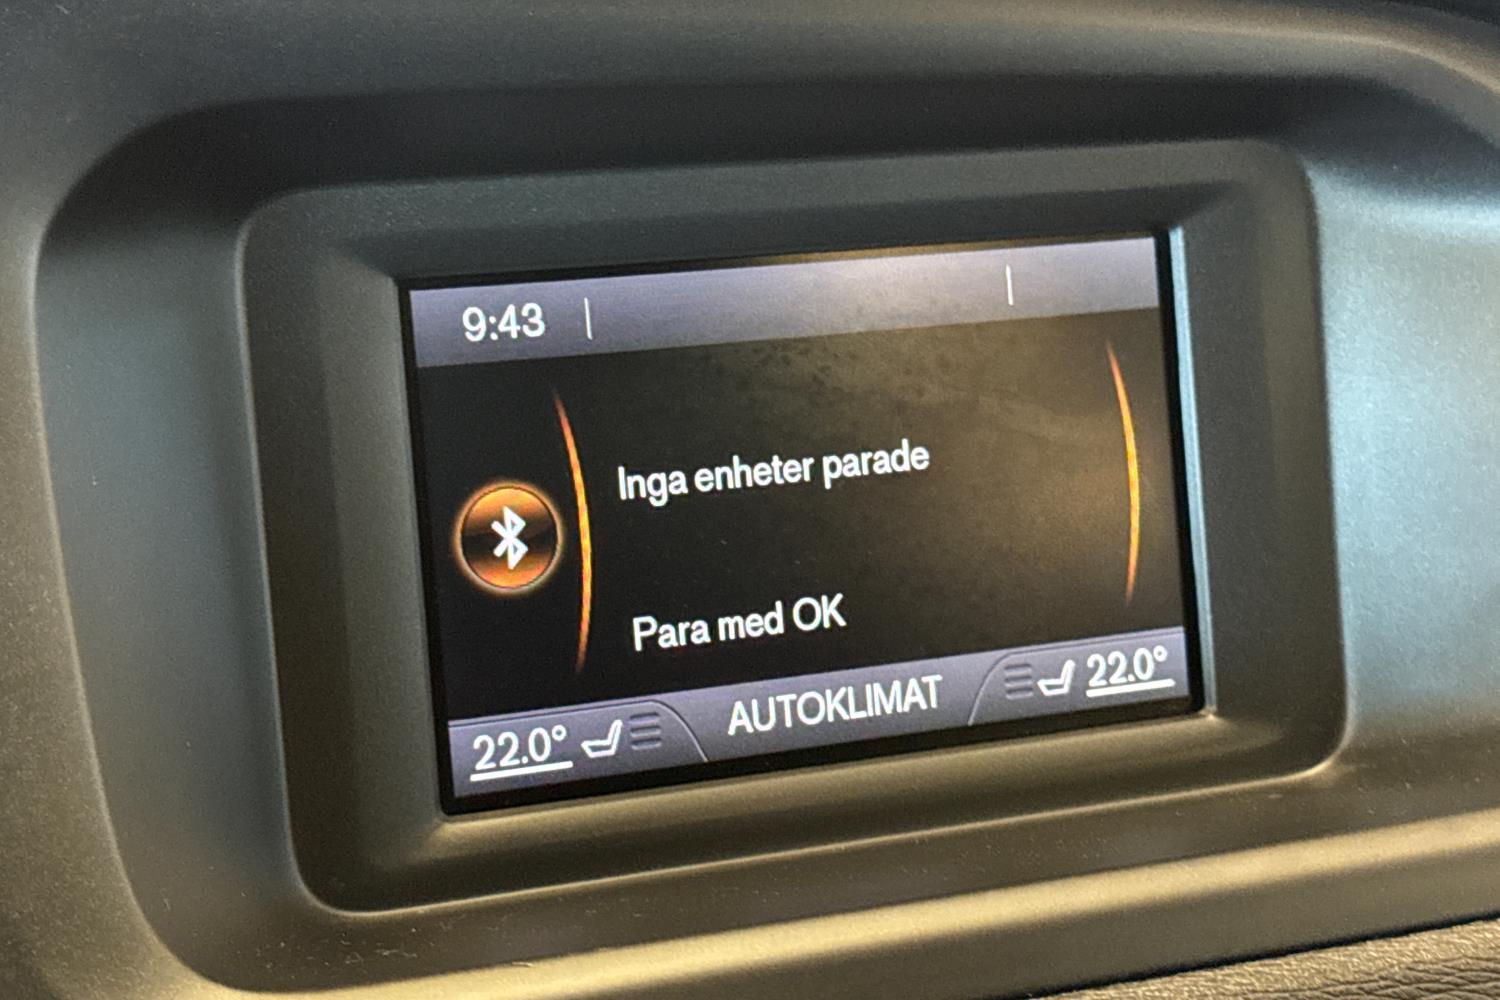 9:43
Inga enheter parade
Para med OK
22.0° AUTOKLIMAT 22.0°